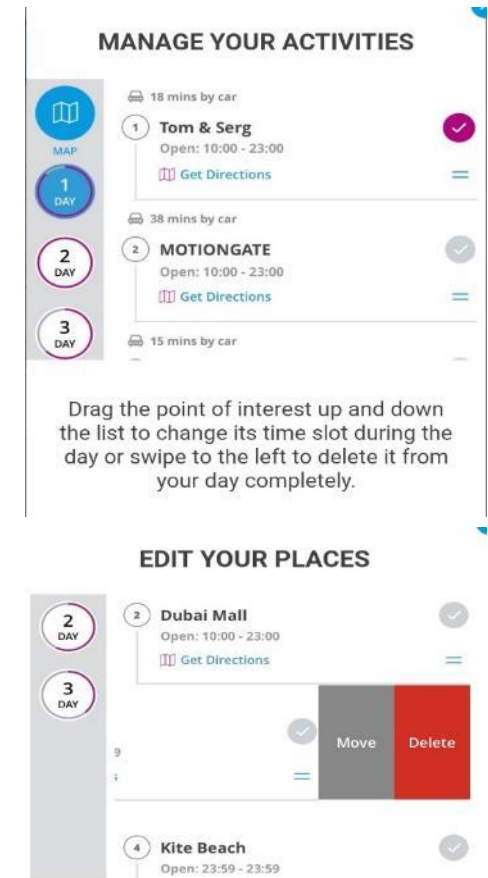 MANAGE YOUR ACTIVITIES
18 mins by car
MAP
1 Tom & Serg
Open: 10:00 - 23:00
Get Directions
1
DAY
38 mins by car
2 MOTIONGATE
Open: 10:00 - 23:00
Get Directions
2
DAY
3
DAY
15 mins by car
Drag the point of interest up and down
the list to change its time slot during the
day or swipe to the left to delete it from
your day completely.
EDIT YOUR PLACES
2
DAY
2 Dubai Mall
Open: 10:00 - 23:00
Get Directions
3
DAY
Move
Delete
9
s
4 Kite Beach
Open: 23:59 - 23:59